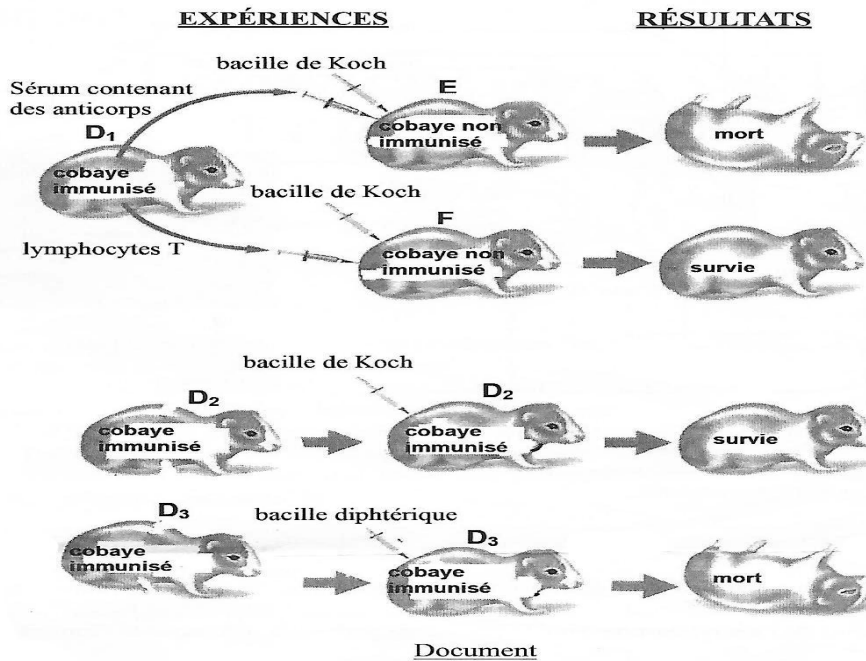 EXPÉRIENCES
RÉSULTATS
bacille de Koch
Sérum contenant
des anticorps
D1
E
cobaye
immunisé
cobaye non
immunisé
mort
bacille de Koch
F
lymphocytes T
cobaye non
immunisé
survie
bacille de Koch
D2
D2
cobaye
immunisé
cobaye
immunisé
survie
D3
bacille diphtérique
D3
cobaye
immunisé
cobaye
immunisé
mort
Document